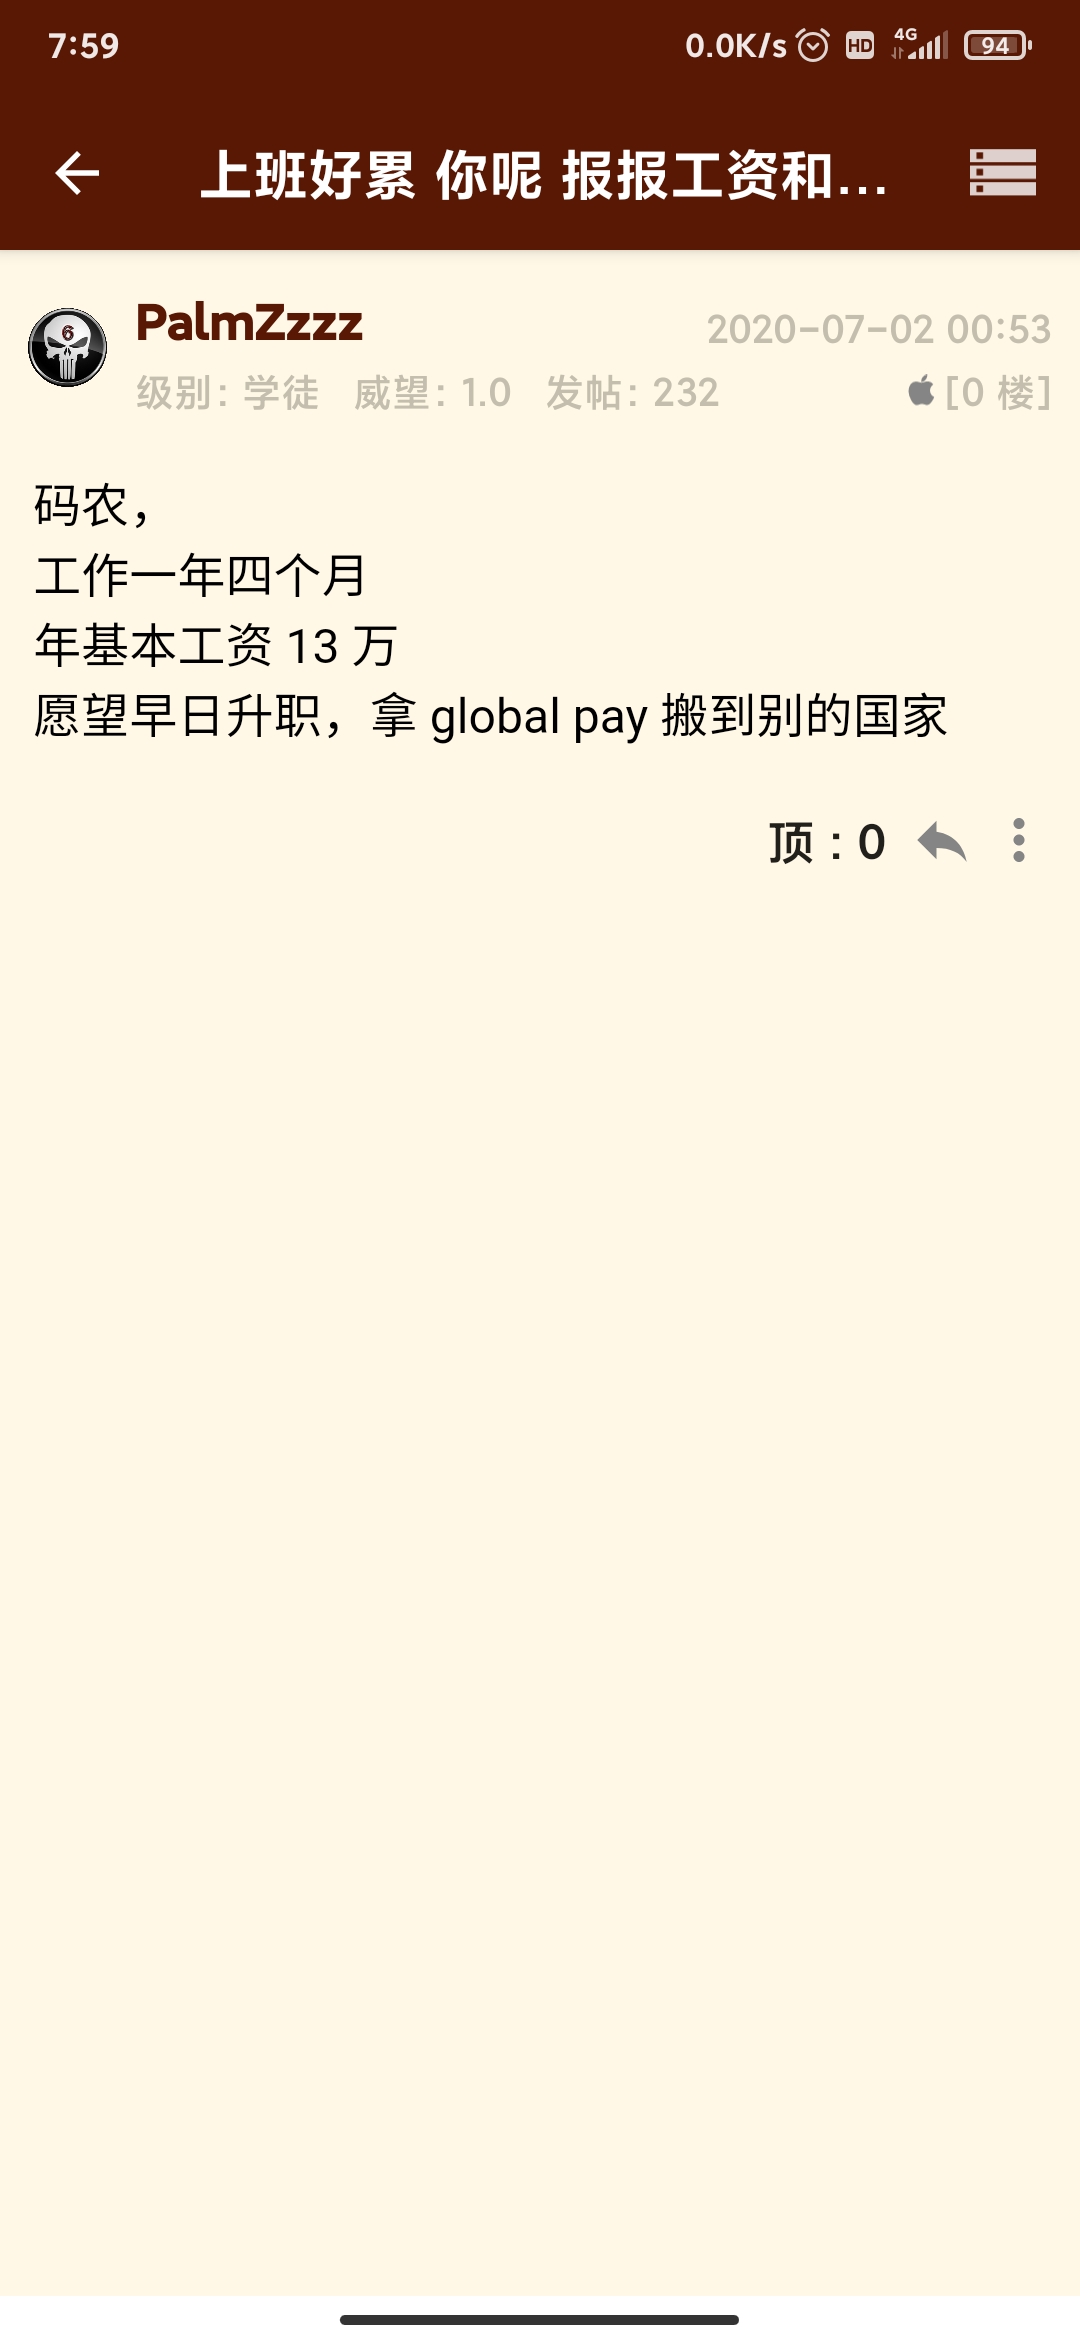 7:59
0.0K/s HD 4G 94
上班好累 你呢 报报工资和...
6
PalmZzzz
2020-07-02 00:53
级别: 学徒 威望: 1.0 发帖: 232
[0 楼]
码农，
工作一年四个月
年基本工资 13 万
愿望早日升职，拿 global pay 搬到别的国家
顶 : 0